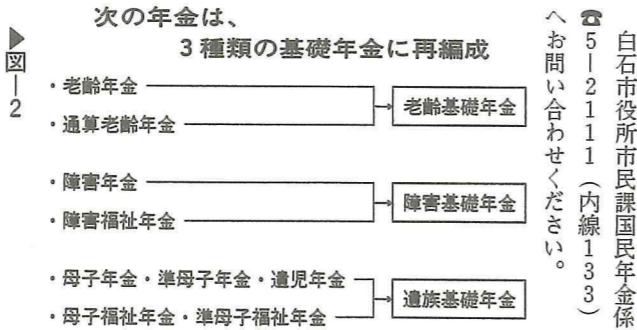 白石市役所市民課国民年金係
☎5―2111（内線133）
へお問い合わせください。
▶図―2
次の年金は、
3種類の基礎年金に再編成
・老齢年金
・通算老齢年金
老齢基礎年金
・障害年金
・障害福祉年金
障害基礎年金
・母子年金・準母子年金・遺児年金
・母子福祉年金・準母子福祉年金
遺族基礎年金